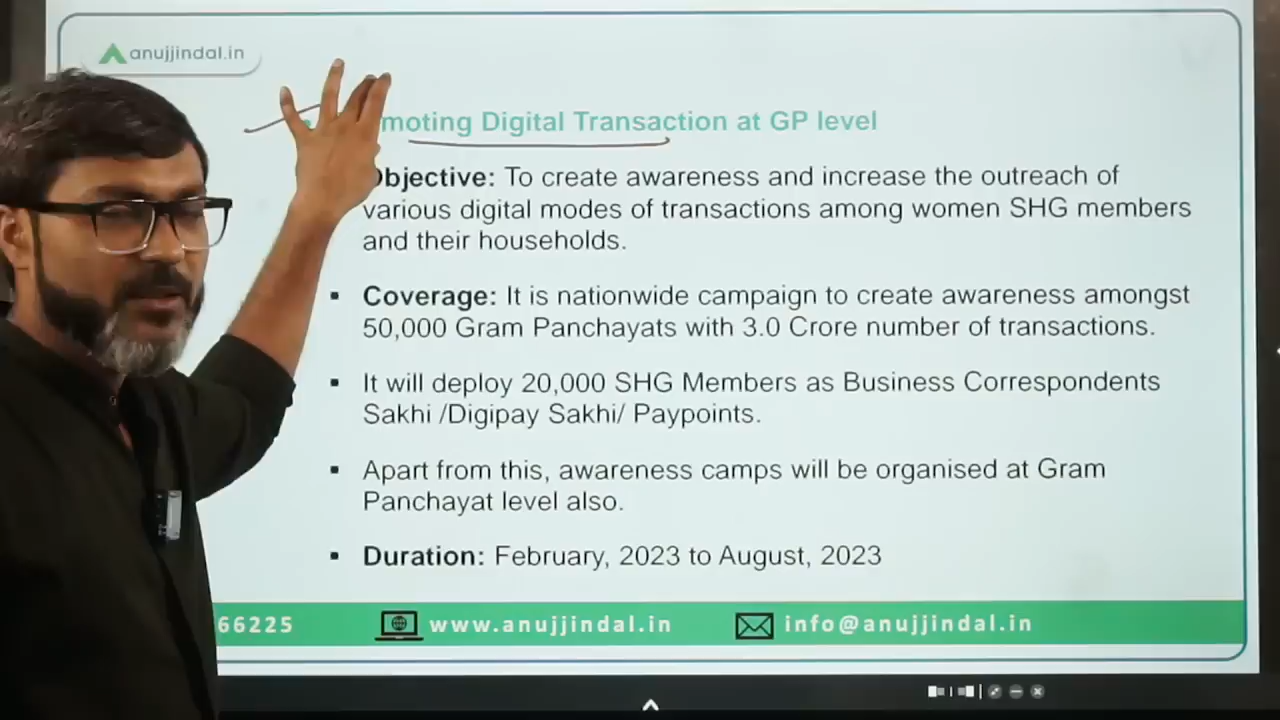 anujjindal.in
moting Digital Transaction at GP level
Objective: To create awareness and increase the outreach of
various digital modes of transactions among women SHG members
and their households.
▪ Coverage: It is nationwide campaign to create awareness amongst
50,000 Gram Panchayats with 3.0 Crore number of transactions.
▪ It will deploy 20,000 SHG Members as Business Correspondents
Sakhi /Digipay Sakhi/ Paypoints.
▪ Apart from this, awareness camps will be organised at Gram
Panchayat level also.
▪ Duration: February, 2023 to August, 2023
66225 www.anujjindal.in info@anujjindal.in